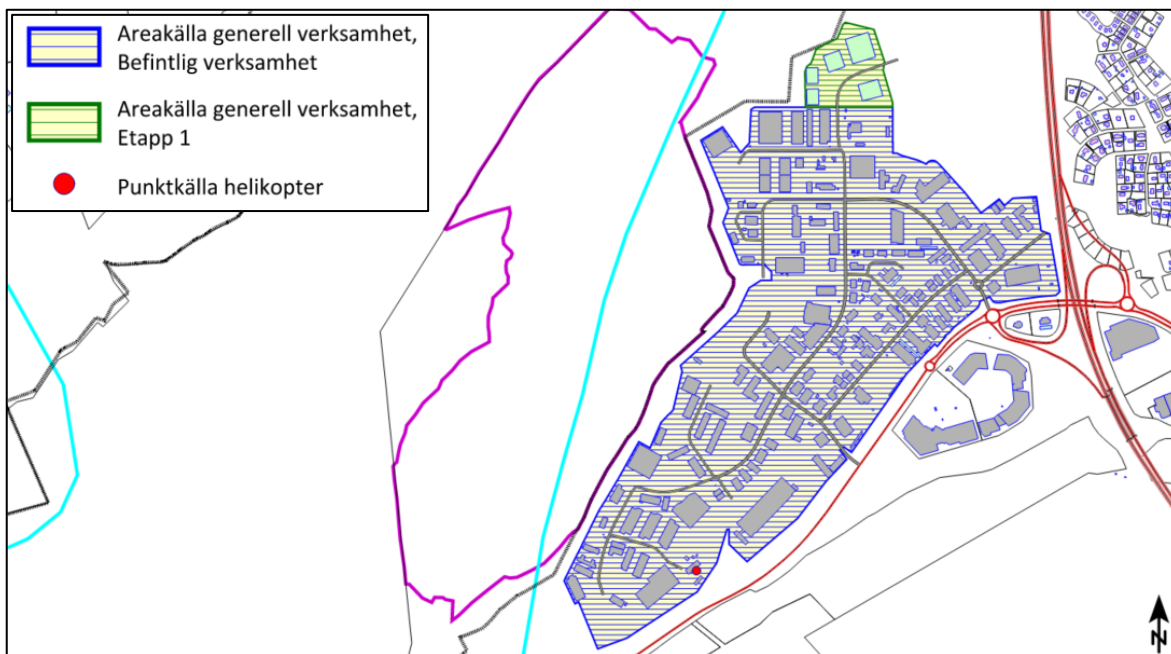 Areakälla generell verksamhet,
Befintlig verksamhet
Areakälla generell verksamhet,
Etapp 1
Punktkälla helikopter
N